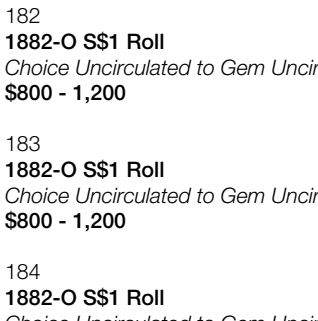 182
1882-O S$1 Roll
Choice Uncirculated to Gem
$800 - 1,200
183
1882-O S$1 Roll
Choice Uncirculated to Gem
$800 - 1,200
184
1882-O S$1 Roll